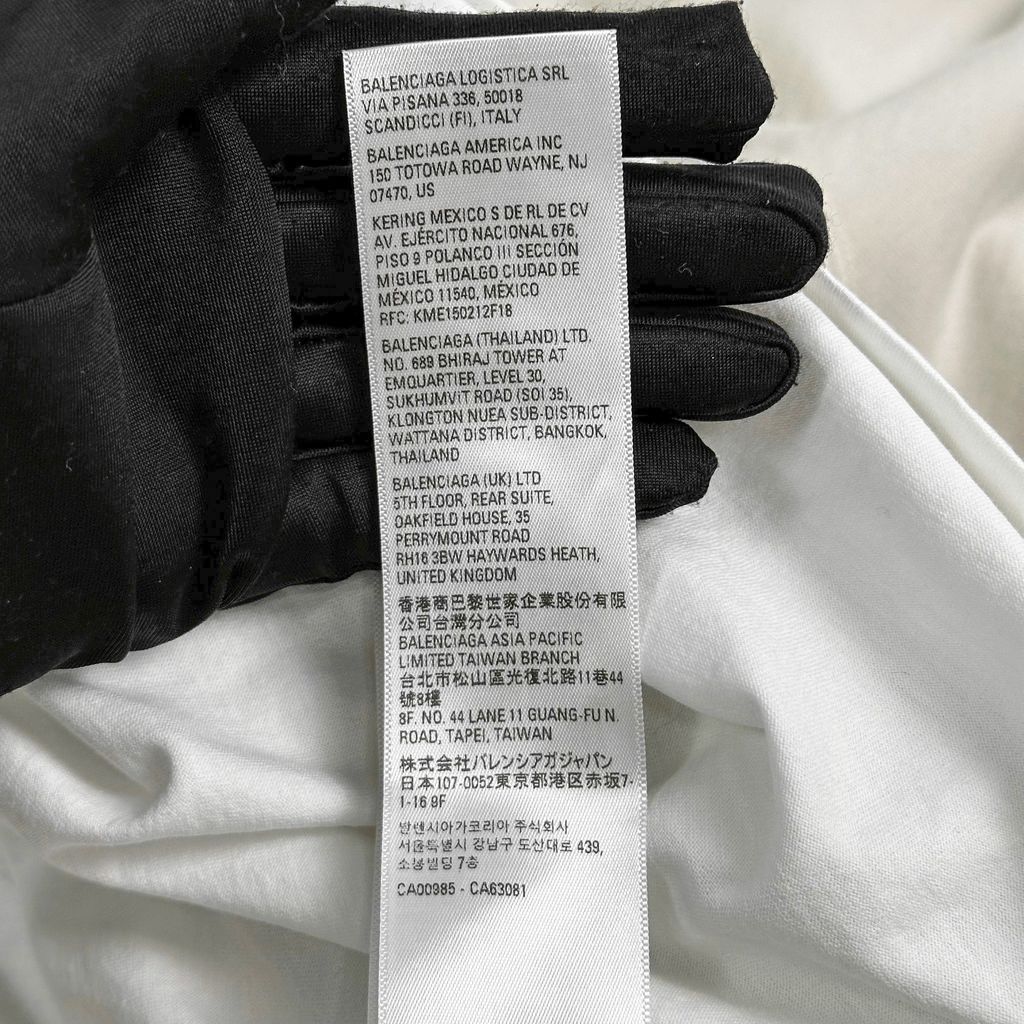 BALENCIAGA LOGISTICA SRL
VIA PISANA 336, 50018
SCANDICCI (FI), ITALY
BALENCIAGA AMERICA INC
150 TOTOWA ROAD WAYNE, NJ
07470, US
KERING MEXICO S DE RL DE CV
AV. EJÉRCITO NACIONAL 676,
PISO 9 POLANCO III SECCIÓN
MIGUEL HIDALGO CIUDAD DE
MÉXICO 11540, MÉXICO
RFC: KME150212F18
BALENCIAGA (THAILAND) LTD,
NO. 689 BHIRAJ TOWER AT
EMQUARTIER, LEVEL 30,
SUKHUMVIT ROAD (SOI 35),
KLONGTON NUEA SUB-DISTRICT,
WATTANA DISTRICT, BANGKOK,
THAILAND
BALENCIAGA (UK) LTD
5TH FLOOR, REAR SUITE,
OAKFIELD HOUSE, 35
PERRYMOUNT ROAD
RH16 3BW HAYWARDS HEATH,
UNITED KINGDOM
香港商巴黎世家企業股份有限
公司台灣分公司
BALENCIAGA ASIA PACIFIC
LIMITED TAIWAN BRANCH
台北市松山區光復北路11巷44
號8樓
8F. NO. 44 LANE 11 GUANG-FU N.
ROAD, TAPEI, TAIWAN
株式会社バレンシアガジャパン
日本107-0052東京都港区赤坂7-
1-16 9F
발렌시아가코리아 주식회사
서울특별시 강남구 도산대로 439,
소봉빌딩 7층
CA00985 - CA63081